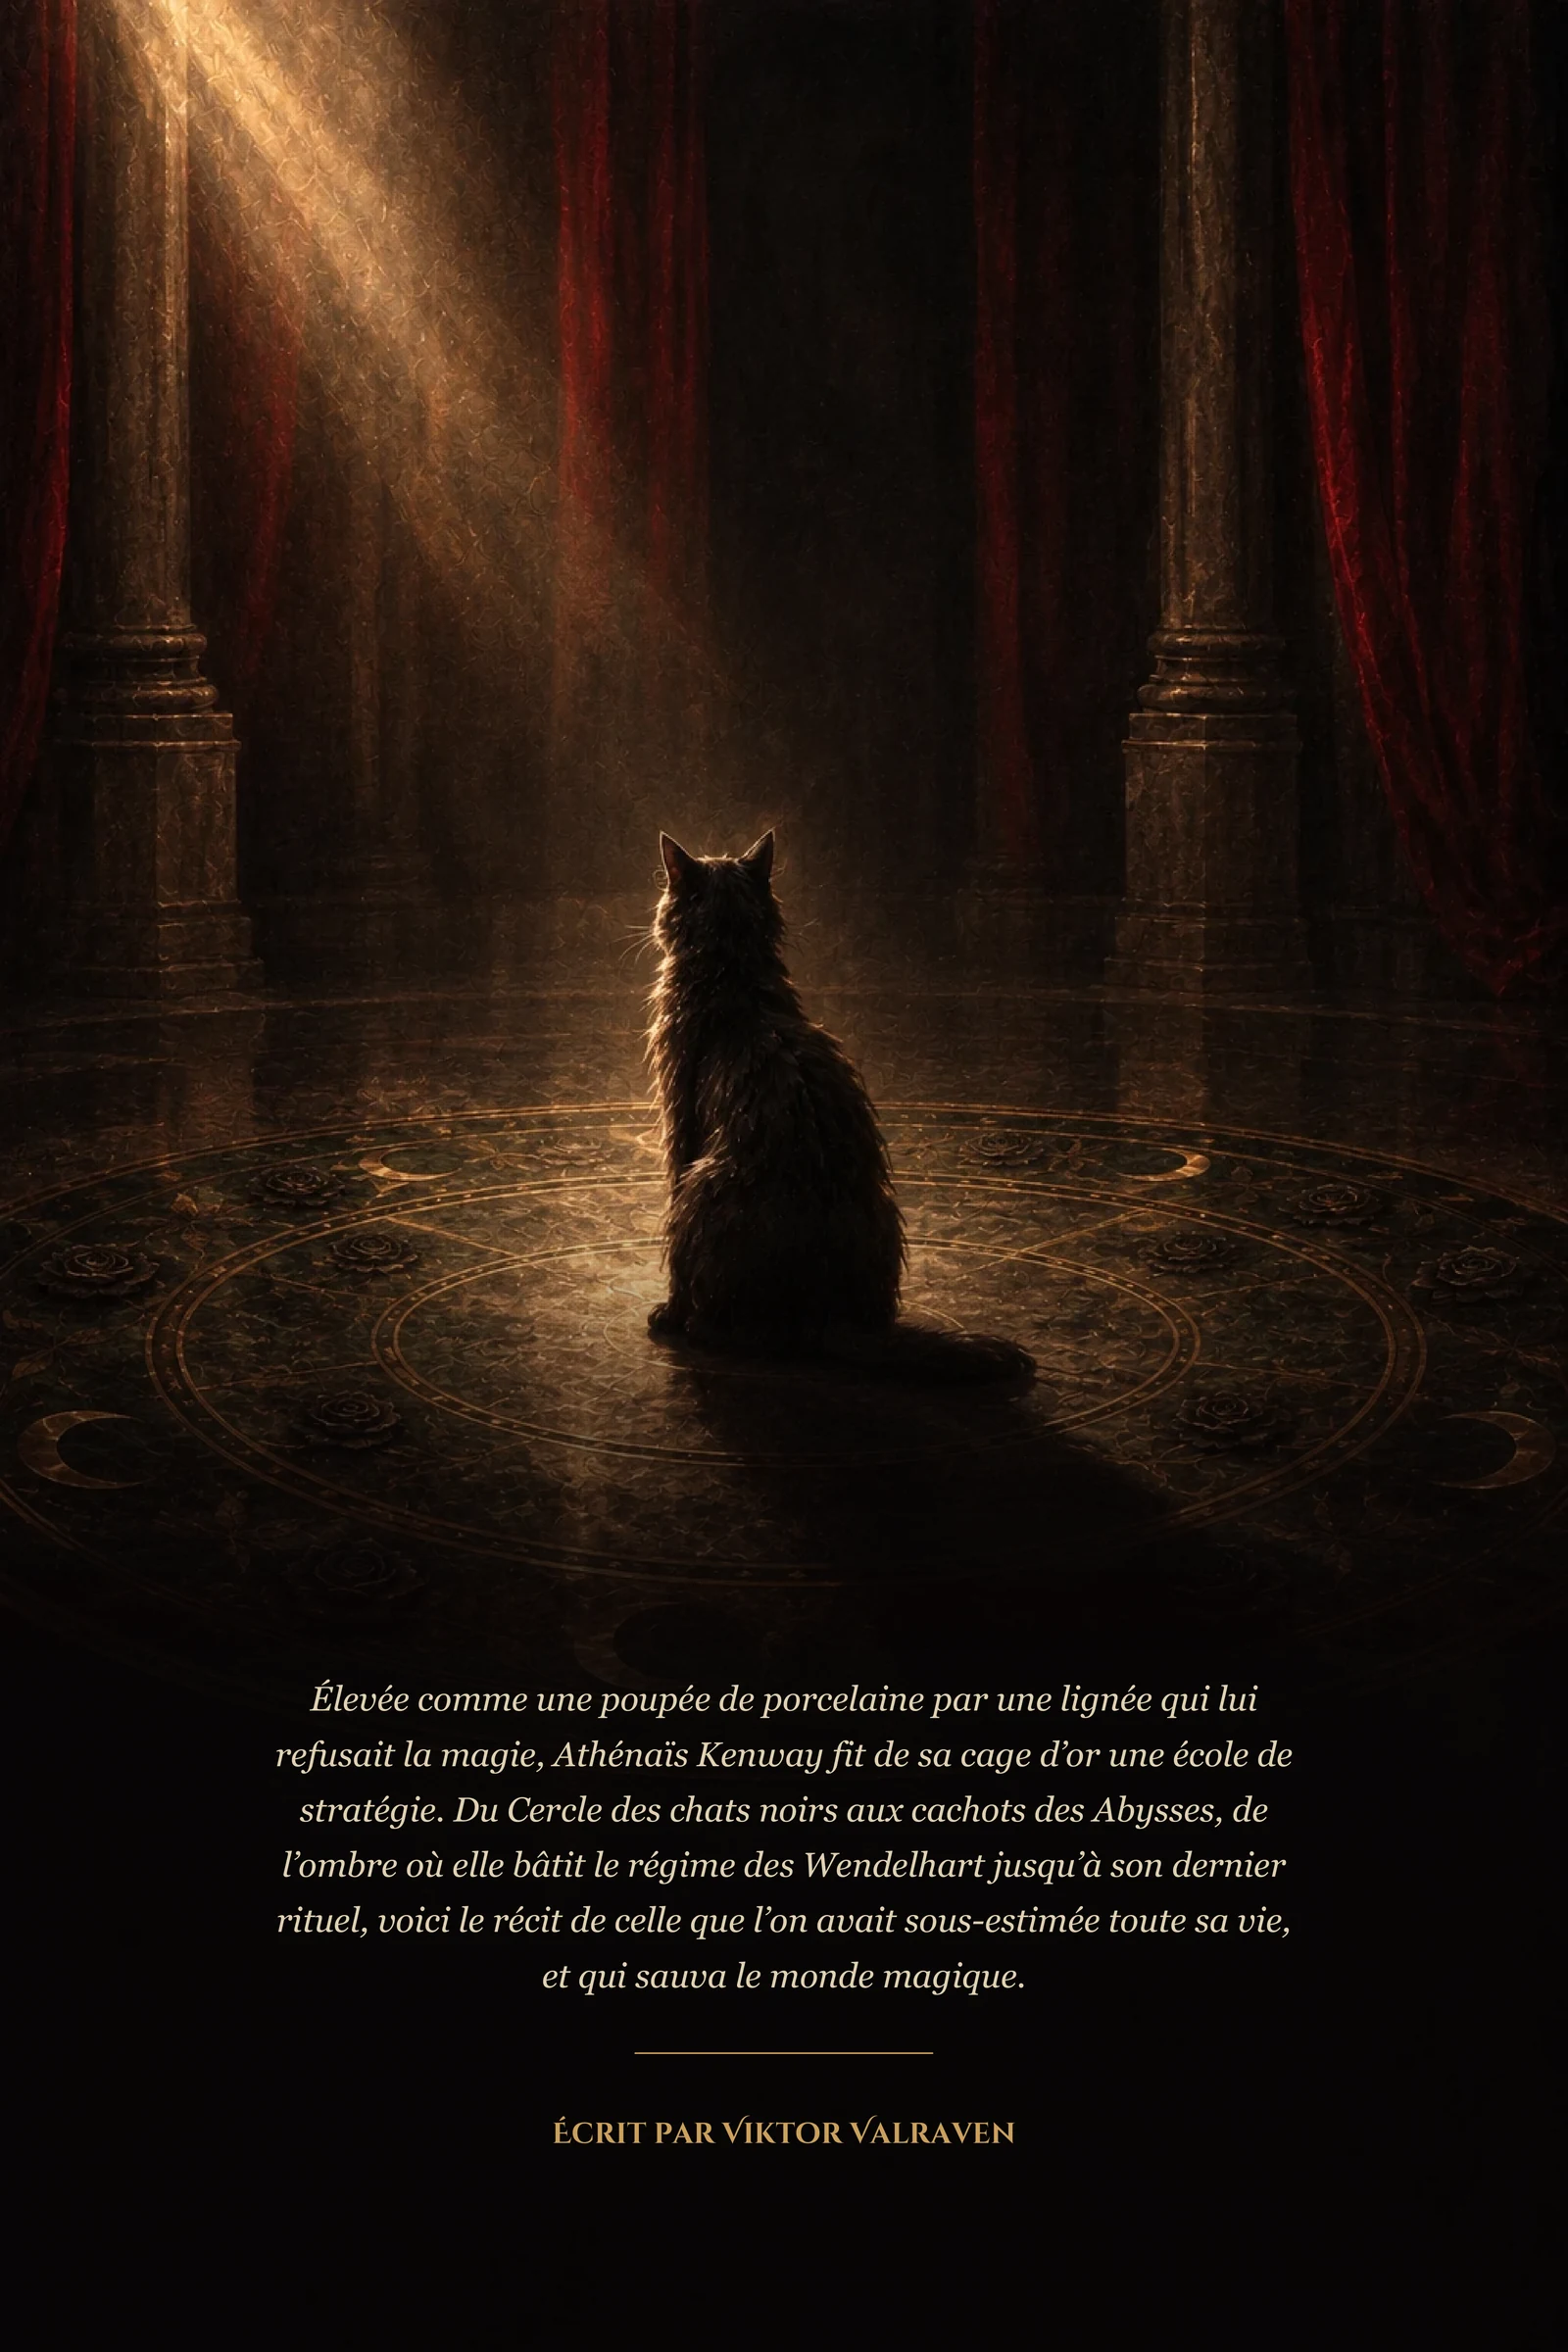 Élevée comme une poupée de porcelaine par une lignée qui lui
refusait la magie, Athénaïs Kenway fit de sa cage d’or une école de
stratégie. Du Cercle des chats noirs aux cachots des Abysses, de
l’ombre où elle bâtit le régime des Wendelhart jusqu’à son dernier
rituel, voici le récit de celle que l’on avait sous-estimée toute sa vie,
et qui sauva le monde magique.
ÉCRIT PAR VIKTOR VALRAVEN